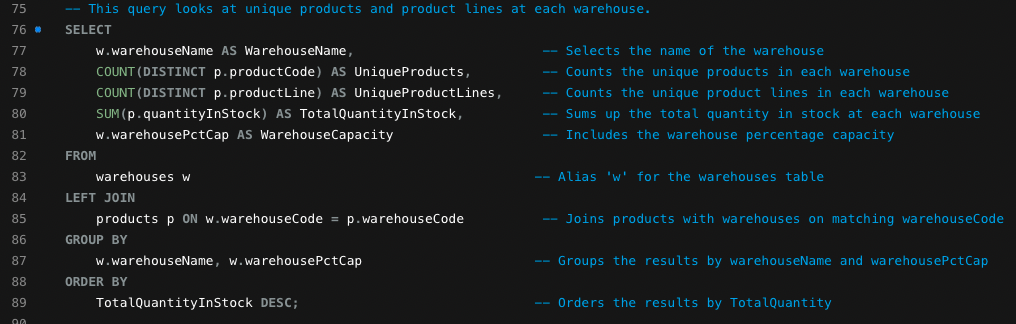 75 -- This query looks at unique products and product lines at each warehouse.
76 SELECT
77 w.warehouseName AS WarehouseName, -- Selects the name of the warehouse
78 COUNT(DISTINCT p.productCode) AS UniqueProducts, -- Counts the unique products in each warehouse
79 COUNT(DISTINCT p.productLine) AS UniqueProductLines, -- Counts the unique product lines in each warehouse
80 SUM(p.quantityInStock) AS TotalQuantityInStock, -- Sums up the total quantity in stock at each warehouse
81 w.warehousePctCap AS WarehouseCapacity -- Includes the warehouse percentage capacity
82 FROM
83 warehouses w -- Alias 'w' for the warehouses table
84 LEFT JOIN
85 products p ON w.warehouseCode = p.warehouseCode -- Joins products with warehouses on matching warehouseCode
86 GROUP BY
87 w.warehouseName, w.warehousePctCap -- Groups the results by warehouseName and warehousePctCap
88 ORDER BY
89 TotalQuantityInStock DESC; -- Orders the results by TotalQuantity
90